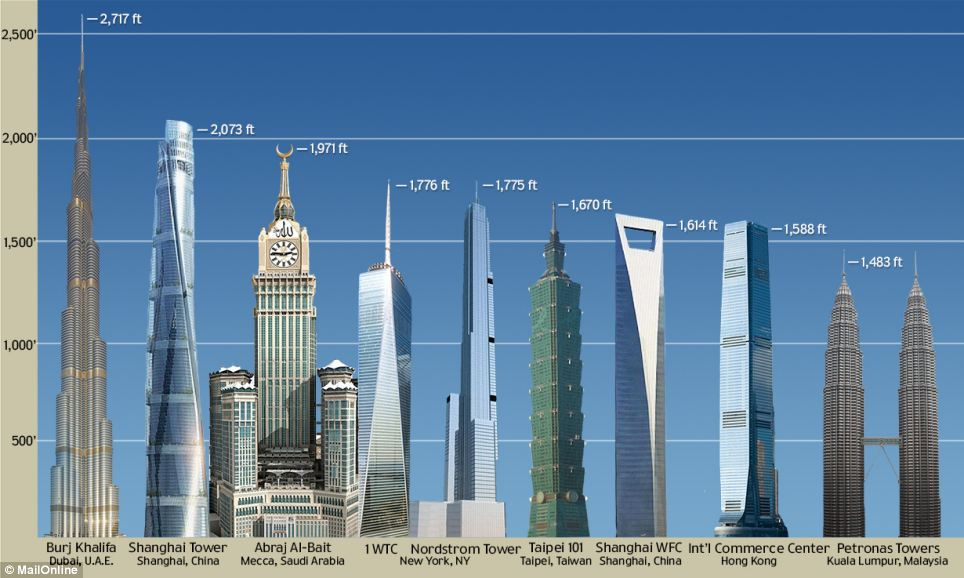 2,717 ft
2,500'
2,073 ft
2,000'
1,971 ft
1,776 ft
1,775 ft
1,670 ft
1,614 ft
1,588 ft
1,500'
1,483 ft
1,000'
500'
Burj Khalifa
Dubai, U.A.E.
Shanghai Tower
Shanghai, China
Abraj Al-Bait
Mecca, Saudi Arabia
1 WTC
Nordstrom Tower
New York, NY
Taipei 101
Taipei, Taiwan
Shanghai WFC
Shanghai, China
Int'l Commerce Center
Hong Kong
Petronas Towers
Kuala Lumpur, Malaysia
© MailOnline